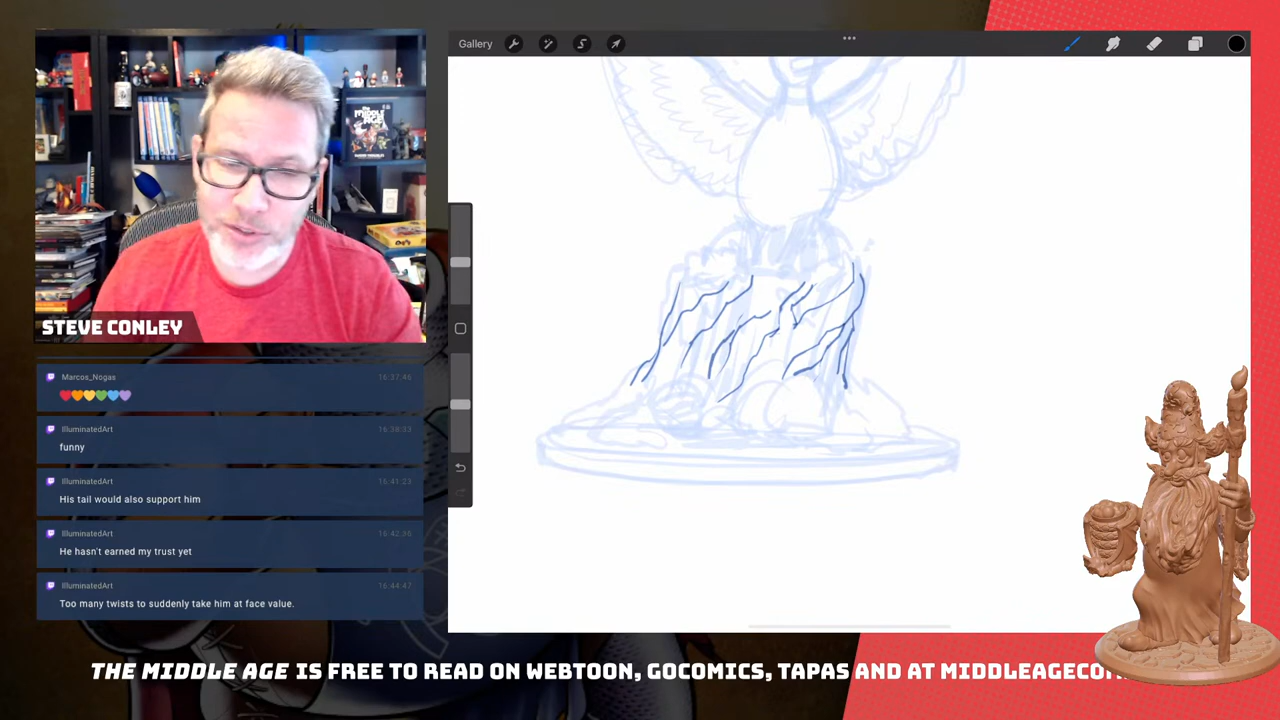 Gallery
THE MIDDLE AGE
STEVE CONLEY
Marcos_Nogas 16:37:46
IlluminatedArt 16:38:33
funny
IlluminatedArt 16:41:23
His tail would also support him
IlluminatedArt 16:42:36
He hasn't earned my trust yet
IlluminatedArt 16:44:47
Too many twists to suddenly take him at face value.
THE MIDDLE AGE IS FREE TO READ ON WEBTOON, GOCOMICS, TAPAS AND AT